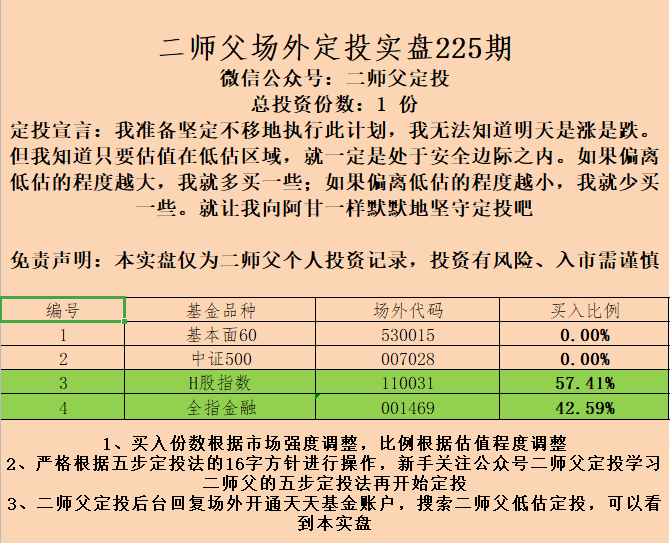 二师父场外定投实盘225期
微信公众号：二师父定投
总投资份数：1 份
定投宣言：我准备坚定不移地执行此计划，我无法知道明天是涨是跌。
但我知道只要估值在低估区域，就一定是处于安全边际之内。如果偏离
低估的程度越大，我就多买一些；如果偏离低估的程度越小，我就少买
一些。就让我向阿甘一样默默地坚守定投吧
免责声明：本实盘仅为二师父个人投资记录，投资有风险、入市需谨慎
编号 基金品种 场外代码 买入比例
1 基本面60 530015 0.00%
2 中证500 007028 0.00%
3 H股指数 110031 57.41%
4 全指金融 001469 42.59%
1、买入份数根据市场强度调整，比例根据估值程度调整
2、严格根据五步定投法的16字方针进行操作，新手关注公众号二师父定投学习
二师父的五步定投法再开始定投
3、二师父定投后台回复场外开通天天基金账户，搜索二师父低估定投，可以看
到本实盘